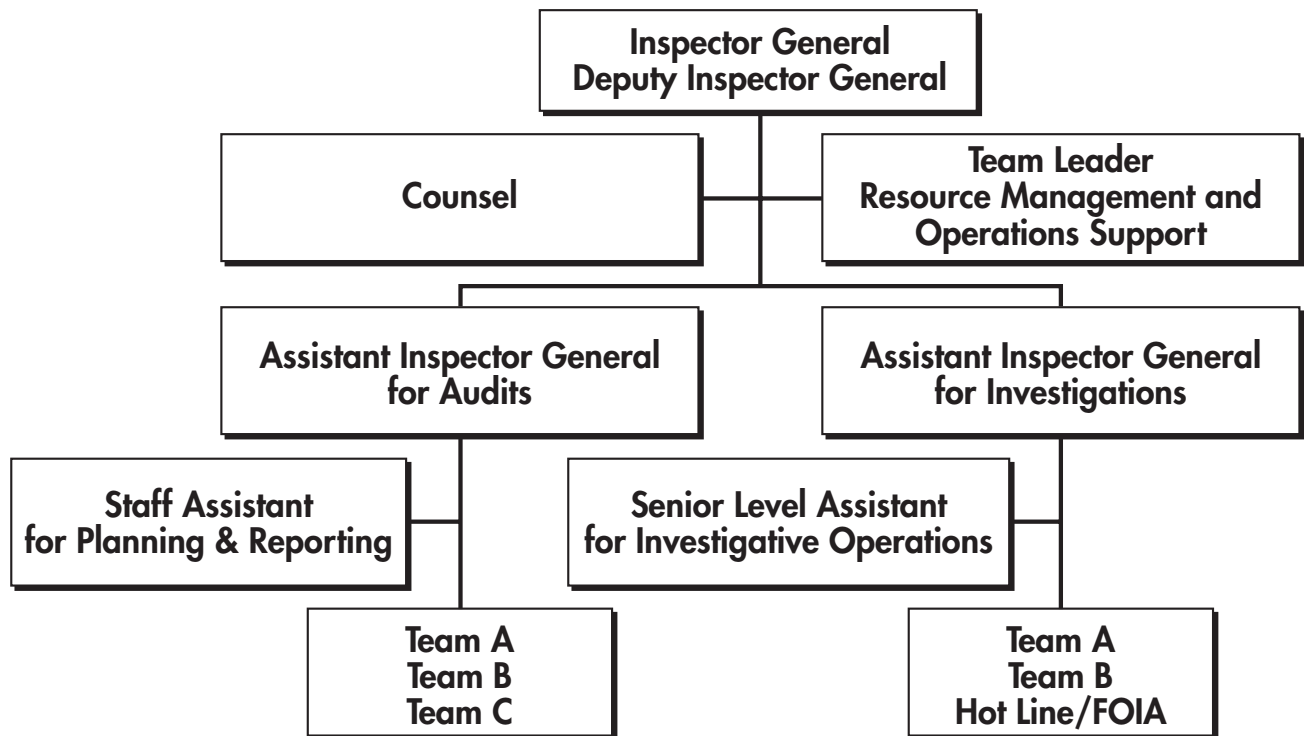 Inspector General
Deputy Inspector General
Counsel
Team Leader
Resource Management and
Operations Support
Assistant Inspector General
for Audits
Assistant Inspector General
for Investigations
Staff Assistant
for Planning & Reporting
Senior Level Assistant
for Investigative Operations
Team A
Team B
Team C
Team A
Team B
Hot Line/FOIA